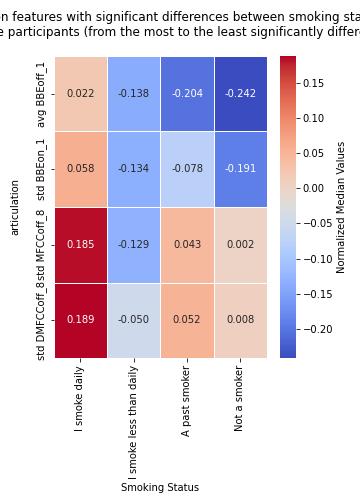 n features with significant differences between smoking sta
e participants (from the most to the least significantly differe
articulation
avg BBEoff_1
std BBEon_1
std MFCCoff_8
std DMFCCoff_8
0.022 -0.138 -0.204 -0.242
0.058 -0.134 -0.078 -0.191
0.185 -0.129 0.043 0.002
0.189 -0.050 0.052 0.008
I smoke daily
I smoke less than daily
A past smoker
Not a smoker
Smoking Status
0.15
0.10
0.05
0.00
−0.05
−0.10
−0.15
−0.20
Normalized Median Values